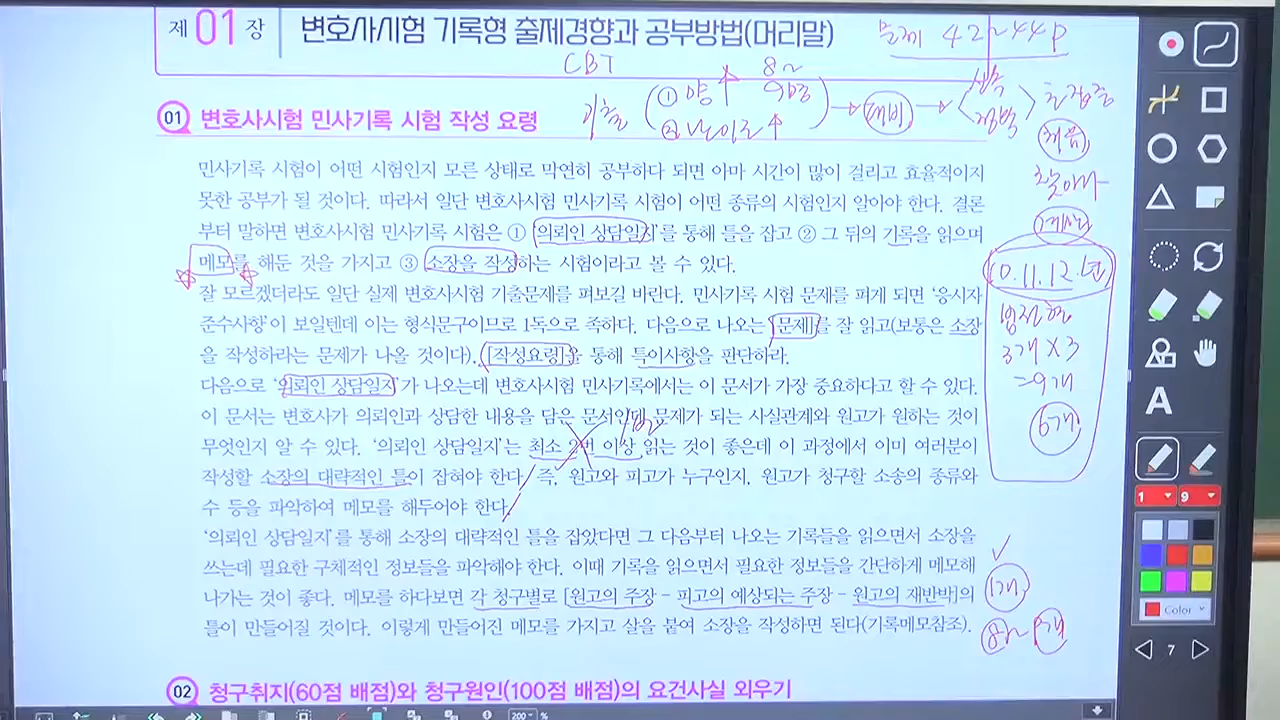 제 01 장 변호사시험 기록형 출제경향과 공부방법(머리말) 문제 42~44P
CBT
8~
기출 ① 양 9명
② 난이도
01 변호사시험 민사기록 시험 작성 요령
민사기록 시험이 어떤 시험인지 모른 상태로 막연히 공부하다 되면 아마 시간이 많이 걸리고 효율적이지
못한 공부가 될 것이다. 따라서 일단 변호사시험 민사기록 시험이 어떤 종류의 시험인지 알아야 한다. 결론
부터 말하면 변호사시험 민사기록 시험은 ① '의뢰인 상담일지'를 통해 틀을 잡고 ② 그 뒤의 기록을 읽으며
메모를 해둔 것을 가지고 ③ 소장을 작성하는 시험이라고 볼 수 있다.
잘 모르겠더라도 일단 실제 변호사시험 기출문제를 펴보길 바란다. 민사기록 시험 문제를 펴게 되면 '응시자
준수사항'이 보일텐데 이는 형식문구이므로 1독으로 족하다. 다음으로 나오는 [문제]를 잘 읽고(보통은 소장
을 작성하라는 문제가 나올 것이다), [작성요령]을 통해 특이사항을 판단하라.
다음으로 '의뢰인 상담일지'가 나오는데 변호사시험 민사기록에서는 이 문서가 가장 중요하다고 할 수 있다.
이 문서는 변호사가 의뢰인과 상담한 내용을 담은 문서인데 문제가 되는 사실관계와 원고가 원하는 것이
무엇인지 알 수 있다. '의뢰인 상담일지'는 최소 2번 이상 읽는 것이 좋은데 이 과정에서 이미 여러분이
작성할 소장의 대략적인 틀이 잡혀야 한다. 즉, 원고와 피고가 누구인지, 원고가 청구할 소송의 종류와
수 등을 파악하여 메모를 해두어야 한다.
'의뢰인 상담일지'를 통해 소장의 대략적인 틀을 잡았다면 그 다음부터 나오는 기록들을 읽으면서 소장을
쓰는데 필요한 구체적인 정보들을 파악해야 한다. 이때 기록을 읽으면서 필요한 정보들을 간단하게 메모해
나가는 것이 좋다. 메모를 하다보면 각 청구별로 [원고의 주장 - 피고의 예상되는 주장 - 원고의 재반박]의
틀이 만들어질 것이다. 이렇게 만들어진 메모를 가지고 살을 붙여 소장을 작성하면 된다(기록메모참조).
02 청구취지(60점 배점)와 청구원인(100점 배점)의 요건사실 외우기
10.11.12.
3개 X 3
=9개
6개
1개
Color
7
200 %
1
9
A